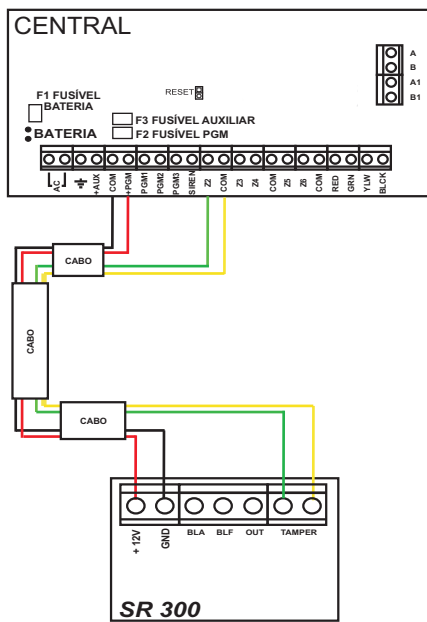 CENTRAL
A
B
A1
B1
RESET
F1 FUSÍVEL
BATERIA
F3 FUSÍVEL AUXILIAR
F2 FUSÍVEL PGM
BATERIA
AC
+AUX
COM
+PGM
PGM1
PGM2
PGM3
SIREN
Z2
COM
Z3
Z4
COM
Z5
Z6
COM
RED
GRN
YLW
BLCK
CABO
CABO
CABO
+ 12V
GND
BLA
BLF
OUT
TAMPER
SR 300